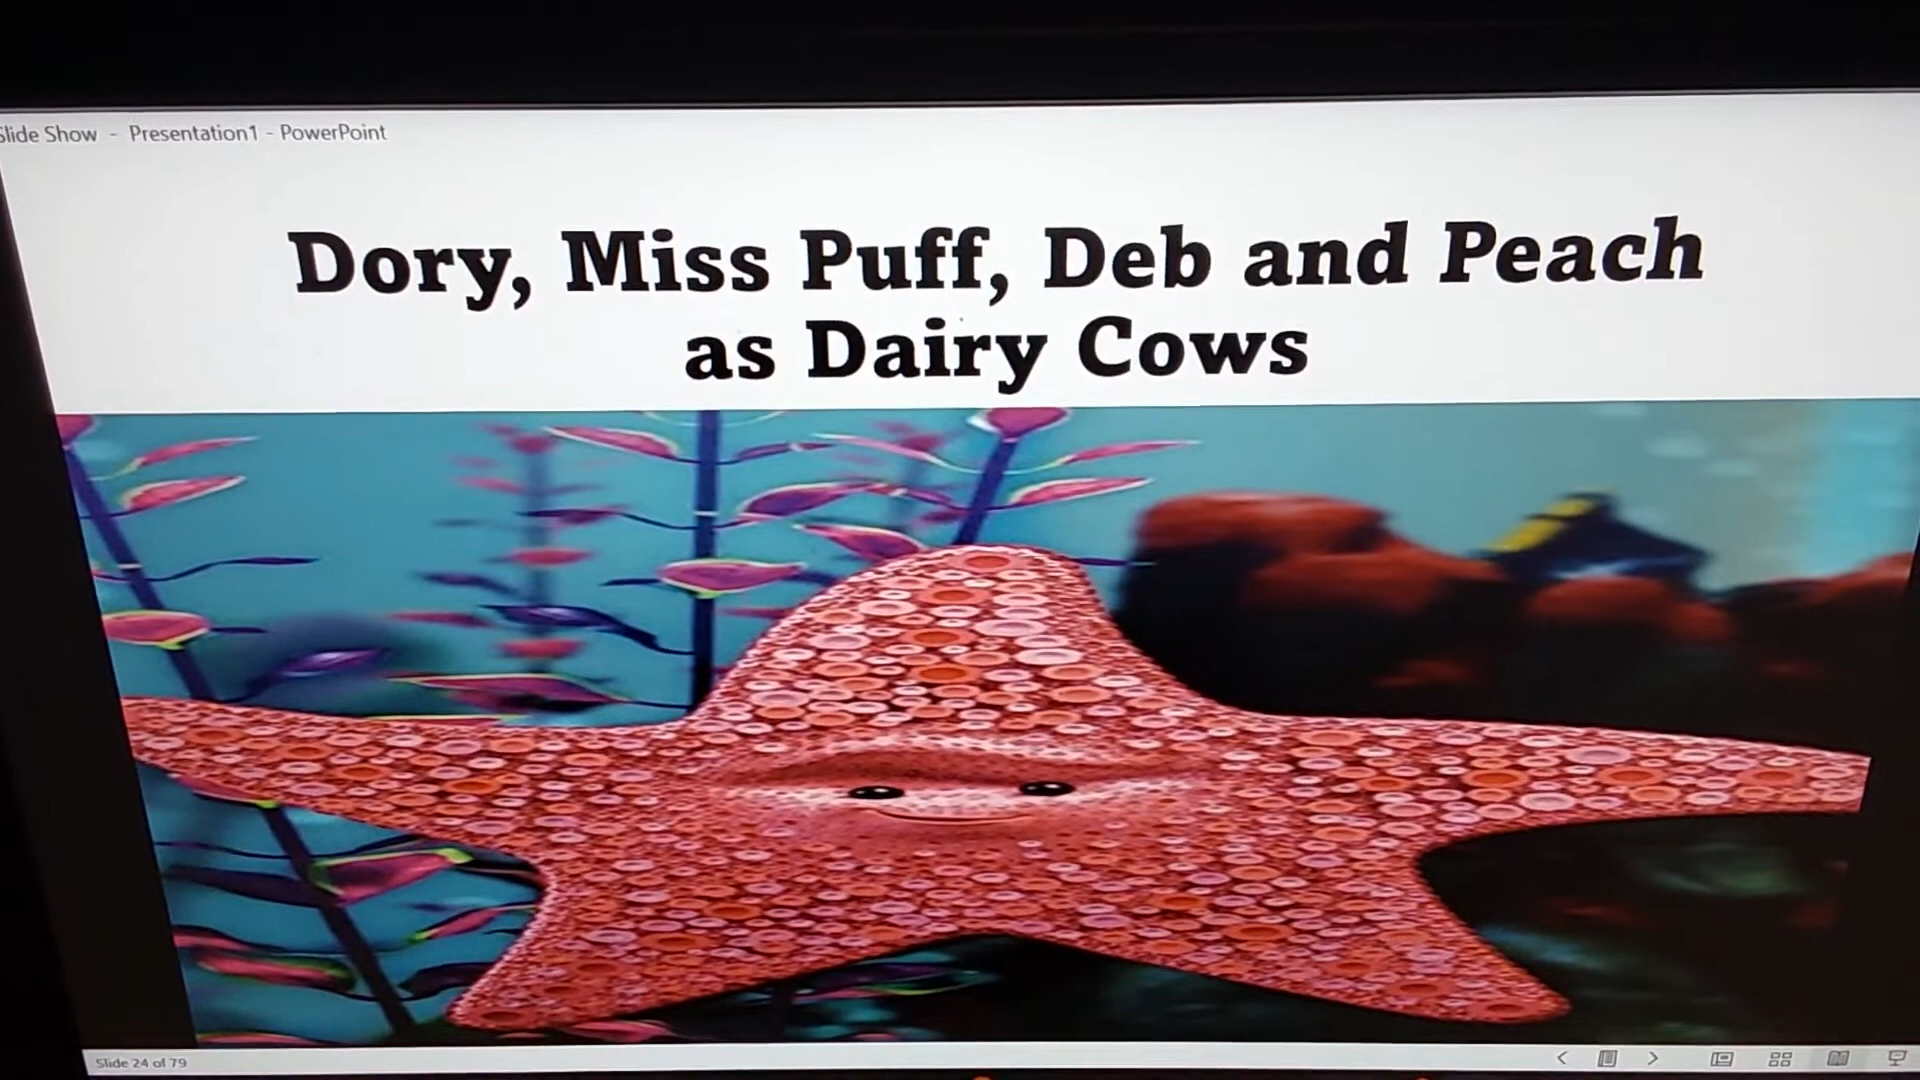 Slide Show - Presentation1 - PowerPoint
Dory, Miss Puff, Deb and Peach
as Dairy Cows
Slide 24 of 79